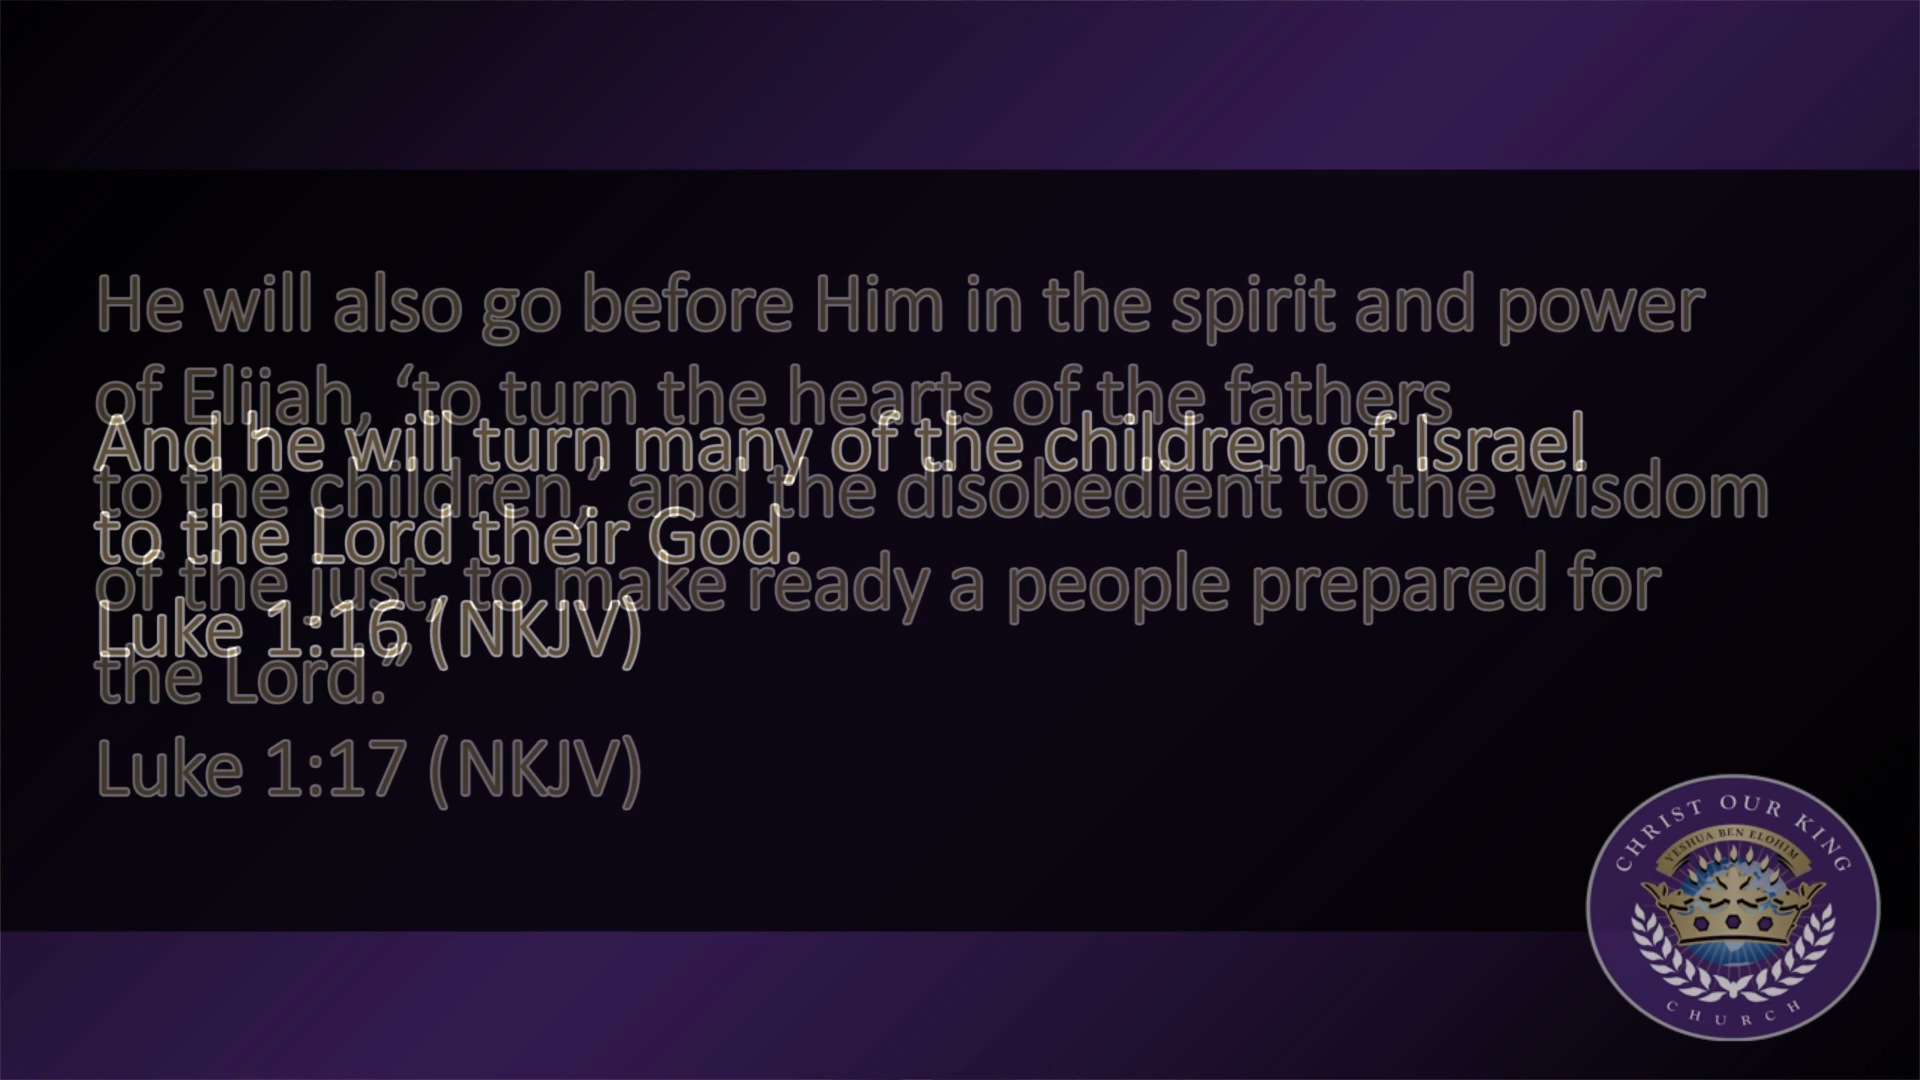 He will also go before Him in the spirit and power
of Elijah, ‘to turn the hearts of the fathers
to the children,’ and the disobedient to the wisdom
of the just, to make ready a people prepared for
the Lord.”
Luke 1:17 (NKJV)
And he will turn many of the children of Israel
to the Lord their God.
Luke 1:16 (NKJV)
CHRIST OUR KING
YESHUA BEN ELOHIM
CHURCH